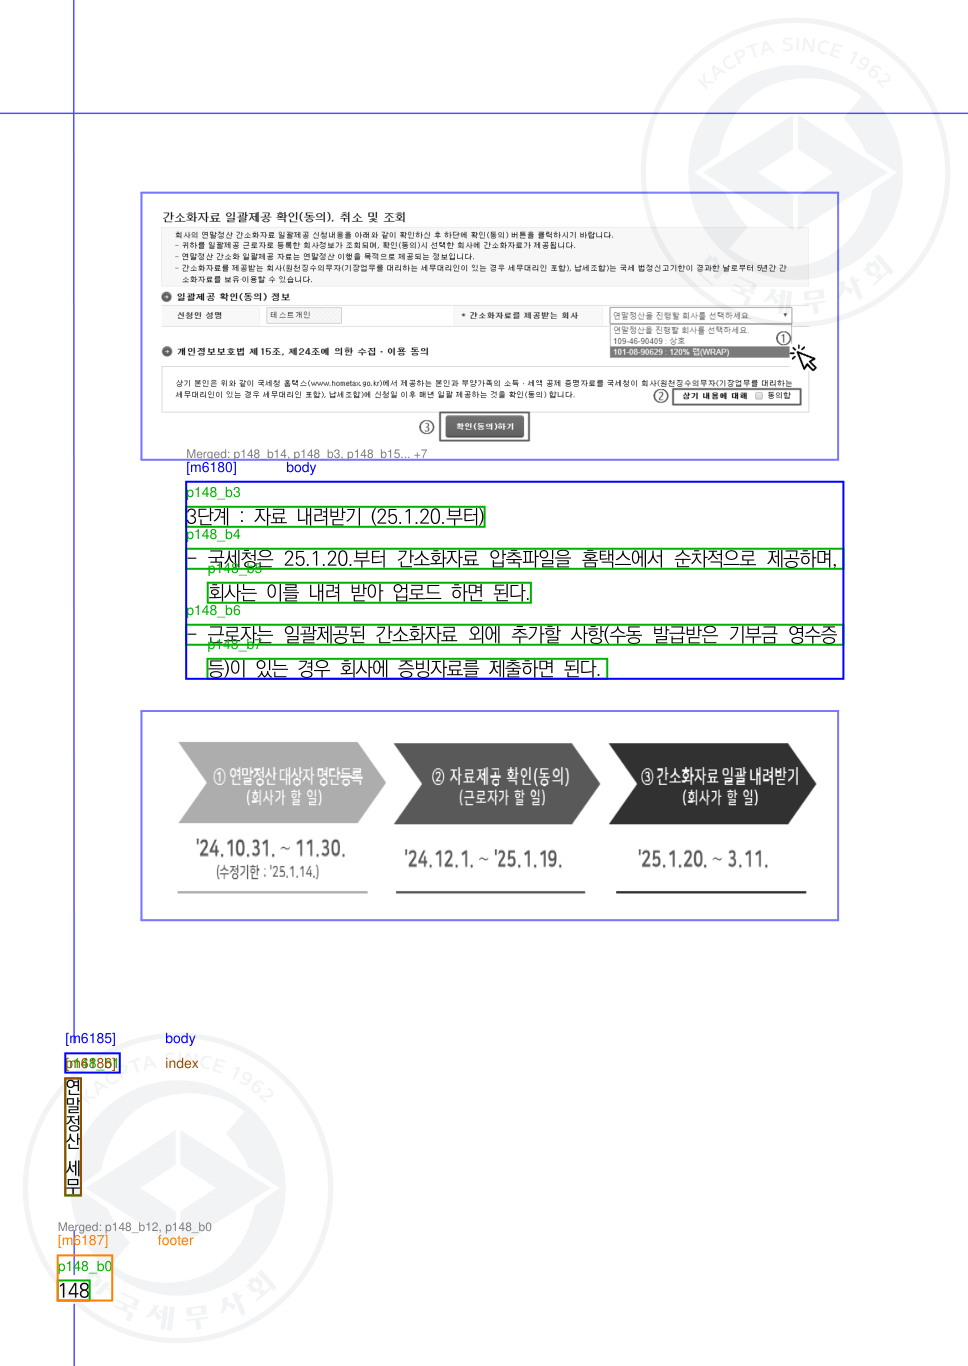 KACPTA SINCE 1962
간소화자료 일괄제공 확인(동의), 취소 및 조회
회사의 연말정산 간소화자료 일괄제공 신청내용을 아래와 같이 확인하신 후 하단에 확인(동의) 버튼을 클릭하시기 바랍니다.
- 귀하를 일괄제공 근로자로 등록한 회사정보가 조회되며, 확인(동의)시 선택한 회사에 간소화자료가 제공됩니다.
- 연말정산 간소화 일괄제공 자료는 연말정산 이행을 목적으로 제공되는 정보입니다.
- 간소화자료를 제공받는 회사(원천징수의무자(기장업무를 대리하는 세무대리인이 있는 경우 세무대리인 포함), 납세조합)는 국세 법정신고기한이 경과한 날로부터 5년간 간
소화자료를 보유·이용할 수 있습니다.
한국세무사회
일괄제공 확인(동의) 정보
신청인 성명 테스트개인 * 간소화자료를 제공받는 회사 연말정산을 진행할 회사를 선택하세요. ▼
연말정산을 진행할 회사를 선택하세요.
109-46-90409 : 상호 ①
101-08-90629 : 120% 랩(WRAP)
개인정보보호법 제15조, 제24조에 의한 수집·이용 동의
상기 본인은 위와 같이 국세청 홈택스(www.hometax.go.kr)에서 제공하는 본인과 부양가족의 소득·세액 공제 증명자료를 국세청이 회사(원천징수의무자(기장업무를 대리하는
세무대리인이 있는 경우 세무대리인 포함), 납세조합)에 신청일 이후 매년 일괄 제공하는 것을 확인(동의) 합니다.
② 상기 내용에 대해 동의함
③ 확인(동의)하기
Merged: p148_b14, p148_b3, p148_b15... +7
[m6180] body
p148_b3
3단계 : 자료 내려받기 (25.1.20.부터)
p148_b4
- 국세청은 25.1.20.부터 간소화자료 압축파일을 홈택스에서 순차적으로 제공하며,
p148_b5
회사는 이를 내려 받아 업로드 하면 된다.
p148_b6
- 근로자는 일괄제공된 간소화자료 외에 추가할 사항(수동 발급받은 기부금 영수증
p148_b7
등)이 있는 경우 회사에 증빙자료를 제출하면 된다.
① 연말정산 대상자 명단등록
(회사가 할 일)
'24.10.31. ~ 11.30.
(수정기한 : '25.1.14.)
② 자료제공 확인(동의)
(근로자가 할 일)
'24.12.1. ~ '25.1.19.
③ 간소화자료 일괄 내려받기
(회사가 할 일)
'25.1.20. ~ 3.11.
[m6185] body
[m6186] index
KACPTA SINCE 1962
연말정산 세무
Merged: p148_b12, p148_b0
[m6187] footer
p148_b0
148
한국세무사회